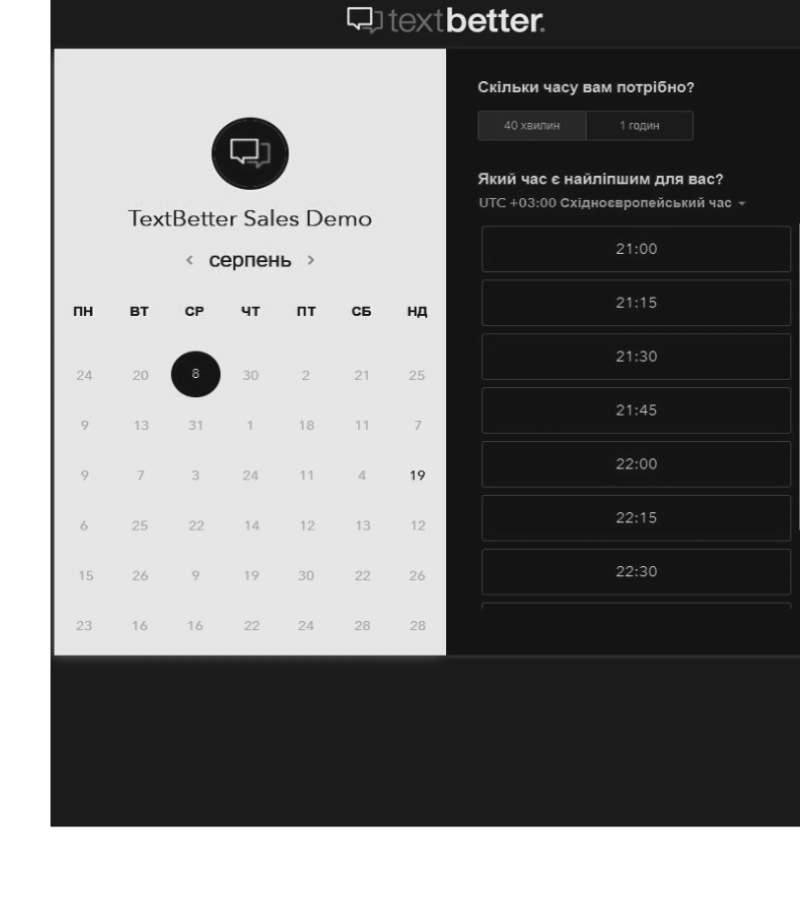 textbetter.
TextBetter Sales Demo
< серпень >
ПН ВТ СР ЧТ ПТ СБ НД
24 20 8 30 2 21 25
9 13 31 1 18 11 7
9 7 3 24 11 4 19
6 25 22 14 12 13 12
15 26 9 19 30 22 26
23 16 16 22 24 28 28
Скільки часу вам потрібно?
40 хвилин 1 годин
Який час є найліпшим для вас?
UTC +03:00 Східноєвропейський час
21:00
21:15
21:30
21:45
22:00
22:15
22:30